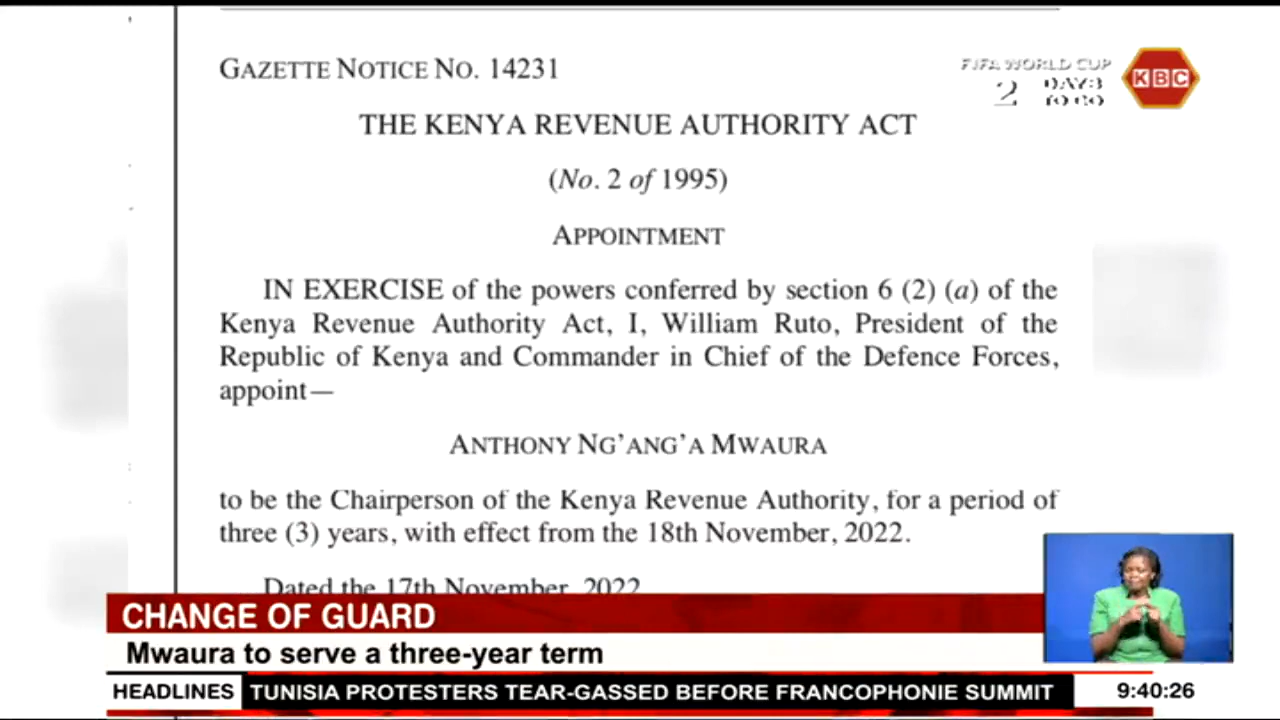 GAZETTE NOTICE NO. 14231
FIFA WORLD CUP
2 DAYS TO GO
KBC
THE KENYA REVENUE AUTHORITY ACT
(No. 2 of 1995)
APPOINTMENT
IN EXERCISE of the powers conferred by section 6 (2) (a) of the
Kenya Revenue Authority Act, I, William Ruto, President of the
Republic of Kenya and Commander in Chief of the Defence Forces,
appoint—
ANTHONY NG’ANG’A MWAURA
to be the Chairperson of the Kenya Revenue Authority, for a period of
three (3) years, with effect from the 18th November, 2022.
Dated the 17th November, 2022
CHANGE OF GUARD
Mwaura to serve a three-year term
HEADLINES TUNISIA PROTESTERS TEAR-GASSED BEFORE FRANCOPHONIE SUMMIT 9:40:26